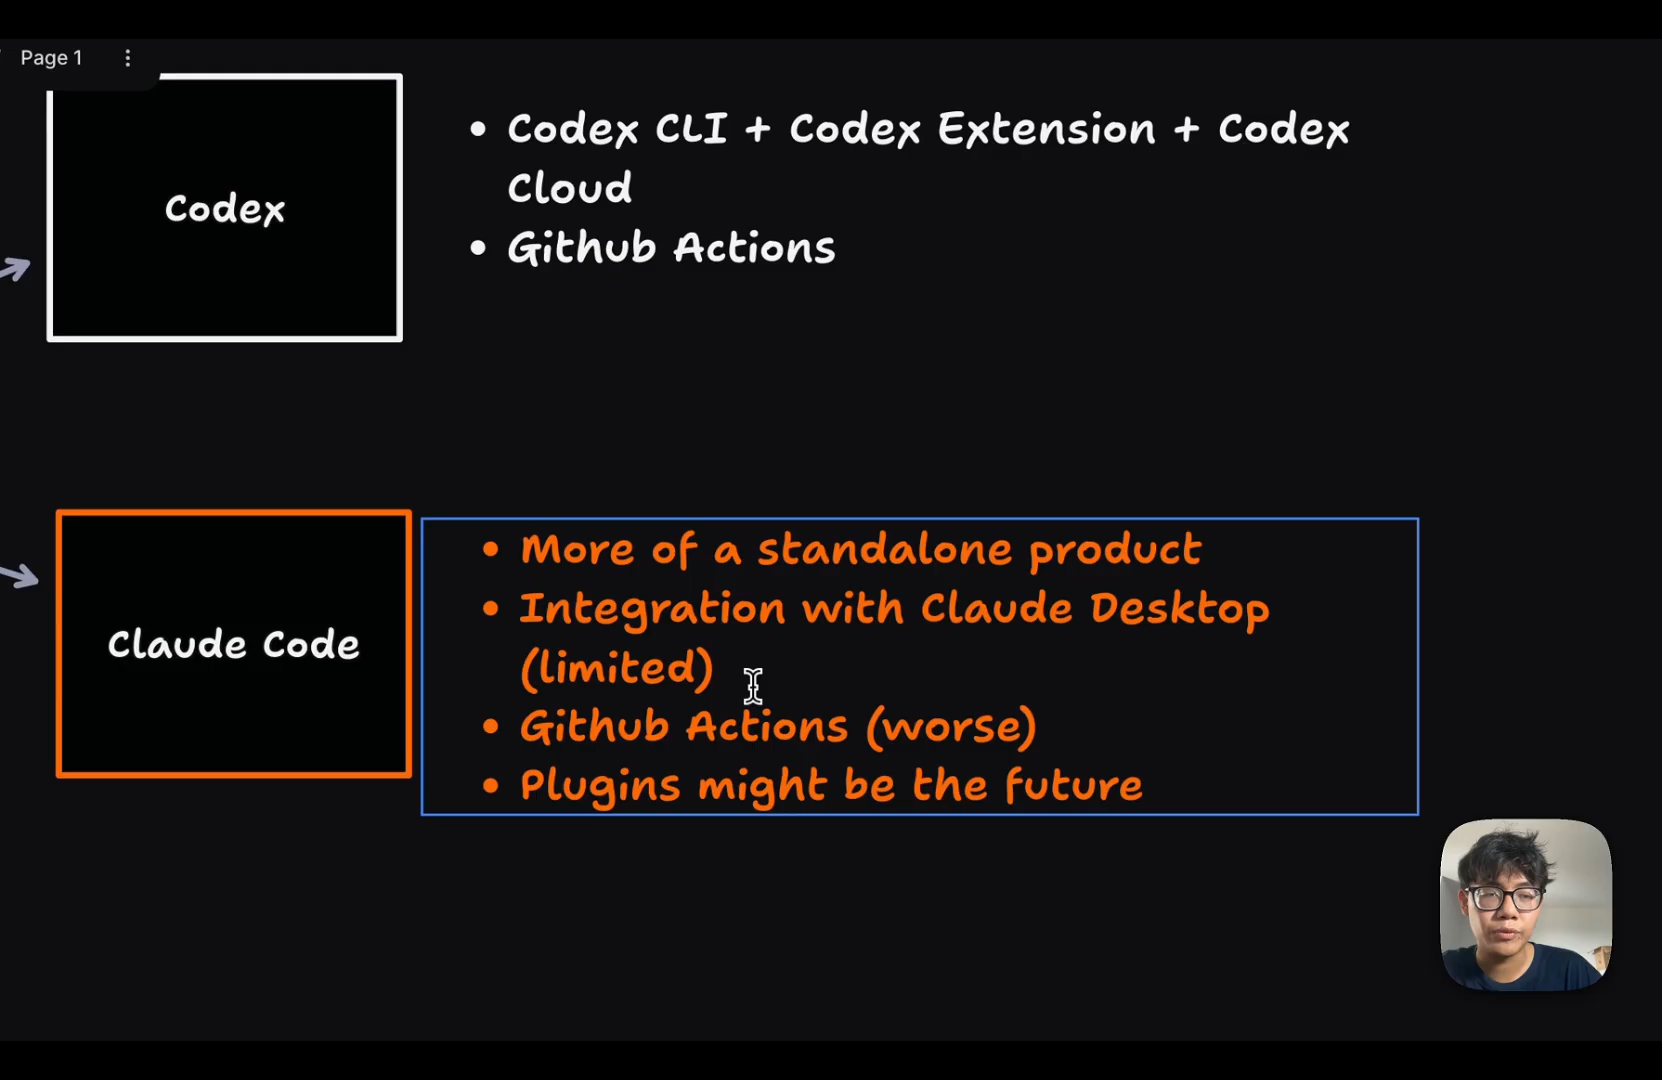 Page 1
Codex
• Codex CLI + Codex Extension + Codex
Cloud
• Github Actions
Claude Code
• More of a standalone product
• Integration with Claude Desktop
(limited)
• Github Actions (worse)
• Plugins might be the future